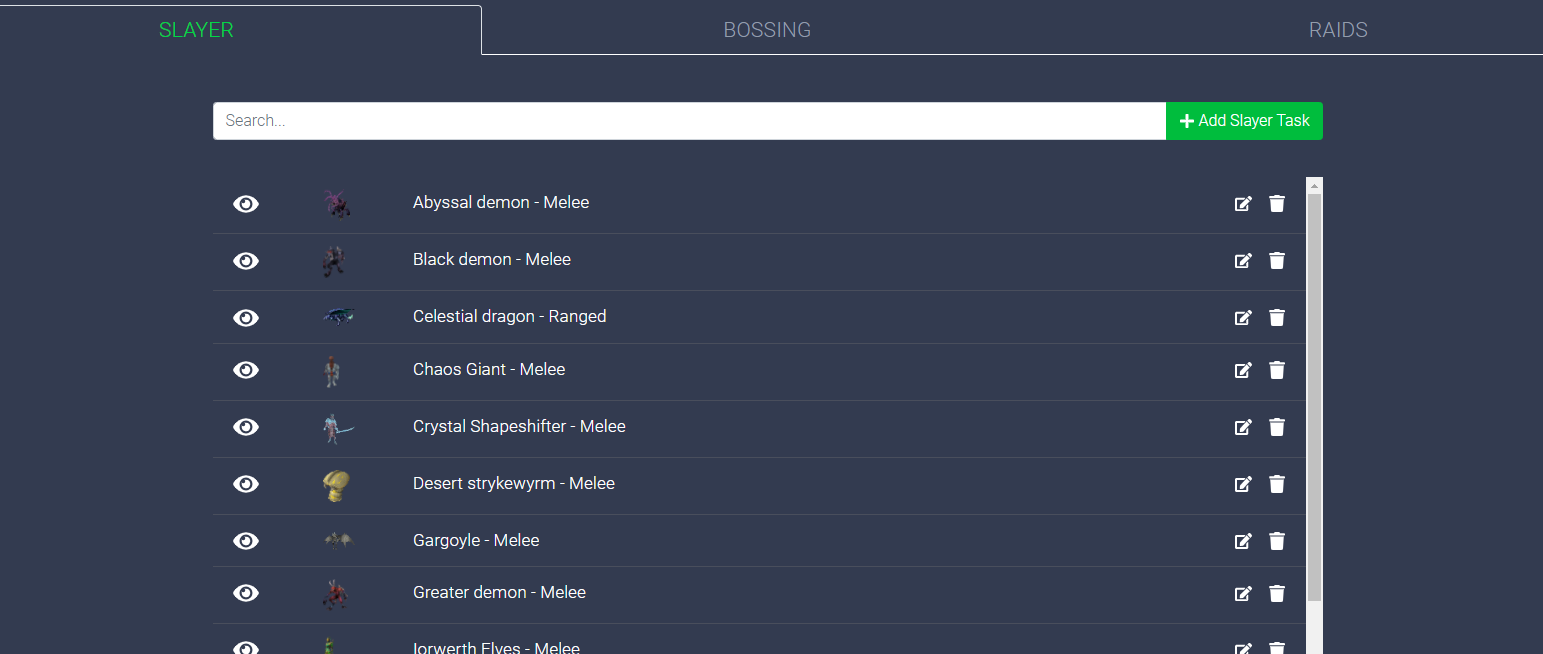 SLAYER
BOSSING
RAIDS
Search...
Add Slayer Task
Abyssal demon - Melee
Black demon - Melee
Celestial dragon - Ranged
Chaos Giant - Melee
Crystal Shapeshifter - Melee
Desert strykewyrm - Melee
Gargoyle - Melee
Greater demon - Melee
Iorwerth Elves - Melee